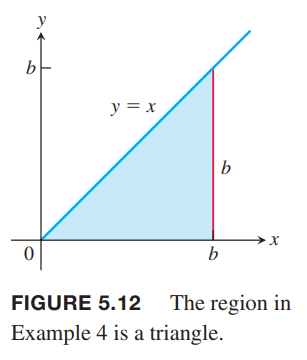 y
b
y = x
b
x
0
b
FIGURE 5.12 The region in
Example 4 is a triangle.